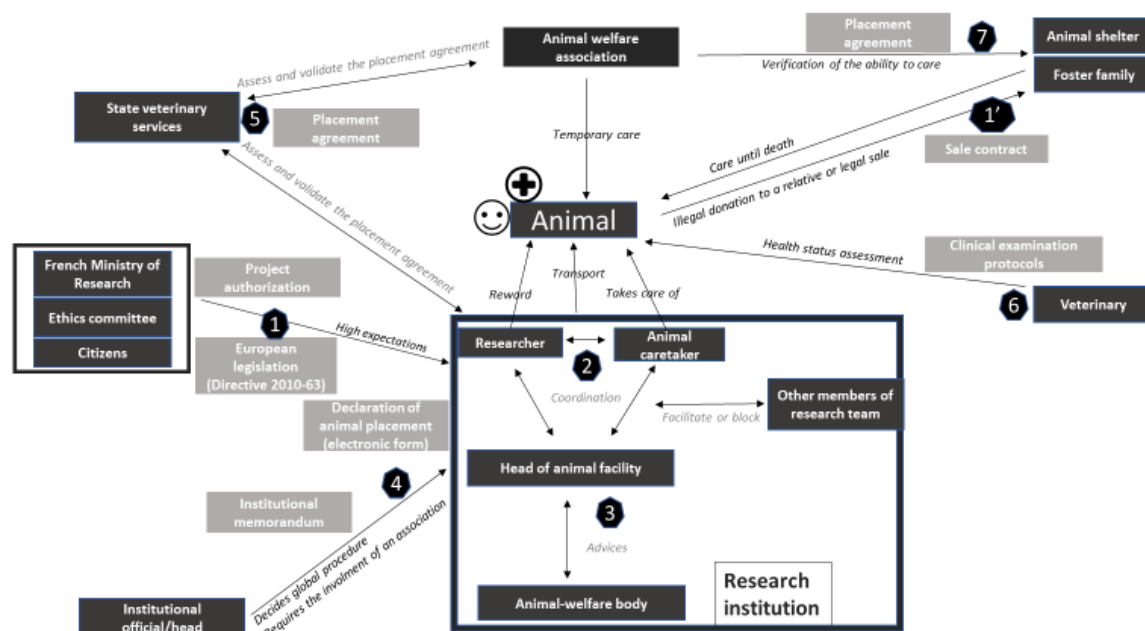 Animal welfare
association
Placement
agreement
7
Animal shelter
Foster family
Verification of the ability to care
Assess and validate the placement agreement
State veterinary
services
5
Placement
agreement
Temporary care
1’
Sale contract
Care until death
Illegal donation to a relative or legal sale
Assess and validate the placement agreement
Animal
Health status assessment
Clinical examination
protocols
6
Veterinary
French Ministry of
Research
Ethics committee
Citizens
Project
authorization
1
High expectations
European
legislation
(Directive 2010-63)
Reward
Transport
Takes care of
Researcher
2
Animal
caretaker
Coordination
Facilitate or block
Other members of
research team
Declaration of
animal placement
(electronic form)
4
Institutional
memorandum
Head of animal facility
3
Advices
Animal-welfare body
Research
institution
Decides global procedure
Requires the involment of an association
Institutional
official/head